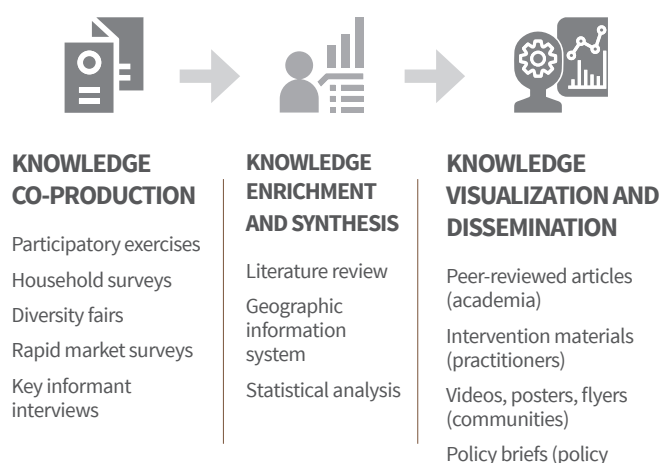 KNOWLEDGE
CO-PRODUCTION
Participatory exercises
Household surveys
Diversity fairs
Rapid market surveys
Key informant
interviews
KNOWLEDGE
ENRICHMENT
AND SYNTHESIS
Literature review
Geographic
information
system
Statistical analysis
KNOWLEDGE
VISUALIZATION AND
DISSEMINATION
Peer-reviewed articles
(academia)
Intervention materials
(practitioners)
Videos, posters, flyers
(communities)
Policy briefs (policy